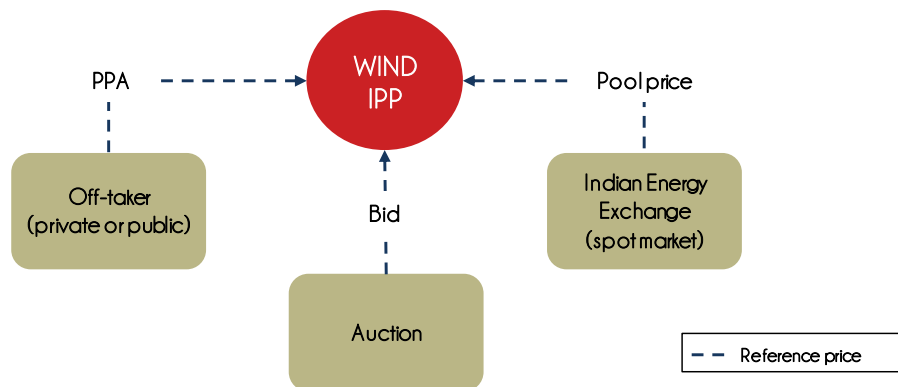 WIND
IPP
PPA
Pool price
Off-taker
(private or public)
Bid
Indian Energy
Exchange
(spot market)
Auction
Reference price